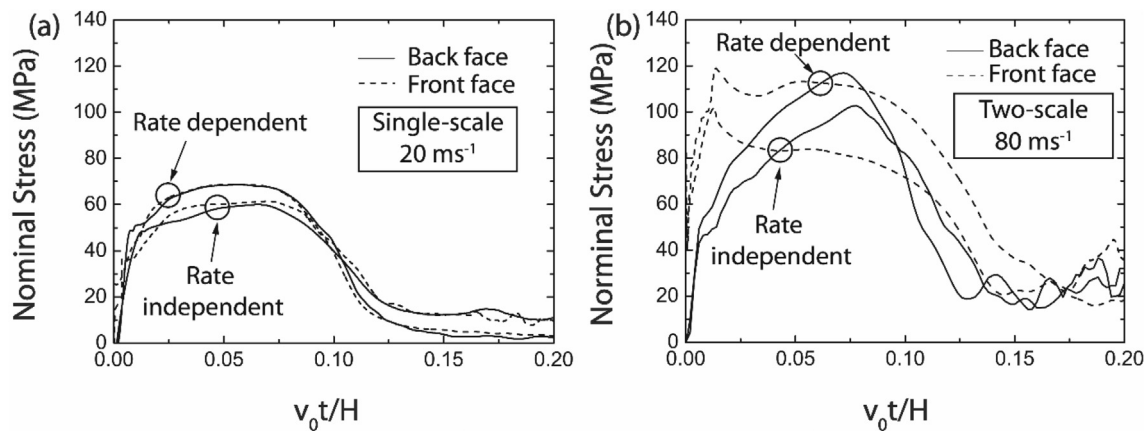 (a)
140
120
100
80
60
40
20
0
Nominal Stress (MPa)
Back face
Front face
Rate dependent
Single-scale
20 ms⁻¹
Rate
independent
0.00
0.05
0.10
0.15
0.20
v₀t/H
(b)
140
120
100
80
60
40
20
0
Norminal Stress (MPa)
Rate dependent
Back face
Front face
Two-scale
80 ms⁻¹
Rate
independent
0.00
0.05
0.10
0.15
0.20
v₀t/H